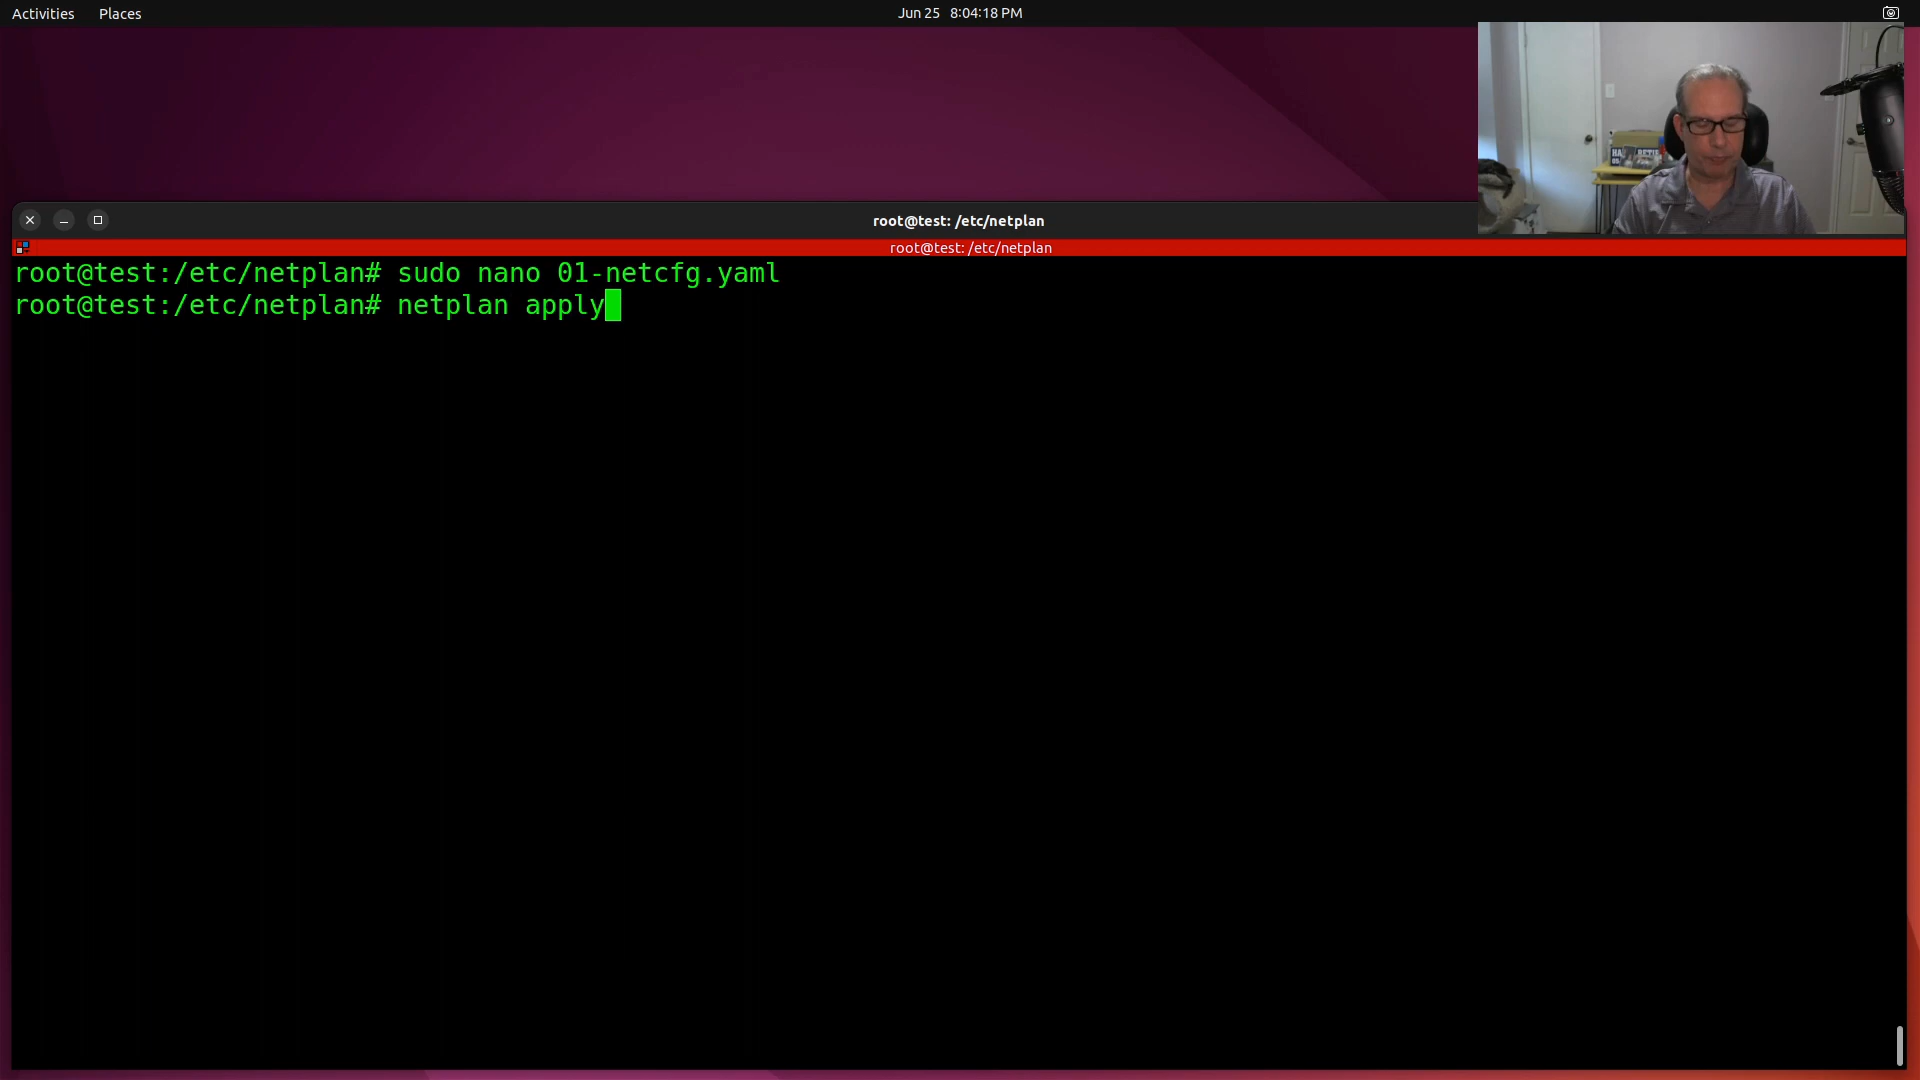 Activities Places Jun 25 8:04:18 PM
root@test: /etc/netplan
root@test: /etc/netplan
root@test:/etc/netplan# sudo nano 01-netcfg.yaml
root@test:/etc/netplan# netplan apply